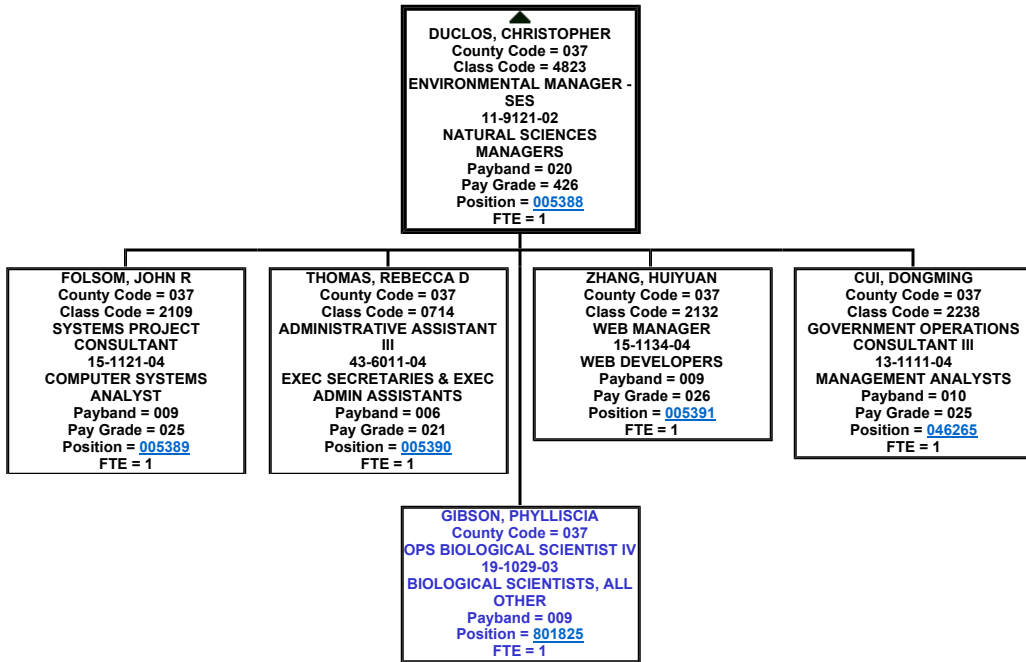 DUCLOS, CHRISTOPHER
County Code = 037
Class Code = 4823
ENVIRONMENTAL MANAGER -
SES
11-9121-02
NATURAL SCIENCES
MANAGERS
Payband = 020
Pay Grade = 426
Position = 005388
FTE = 1
FOLSOM, JOHN R
County Code = 037
Class Code = 2109
SYSTEMS PROJECT
CONSULTANT
15-1121-04
COMPUTER SYSTEMS
ANALYST
Payband = 009
Pay Grade = 025
Position = 005389
FTE = 1
THOMAS, REBECCA D
County Code = 037
Class Code = 0714
ADMINISTRATIVE ASSISTANT
III
43-6011-04
EXEC SECRETARIES & EXEC
ADMIN ASSISTANTS
Payband = 006
Pay Grade = 021
Position = 005390
FTE = 1
ZHANG, HUIYUAN
County Code = 037
Class Code = 2132
WEB MANAGER
15-1134-04
WEB DEVELOPERS
Payband = 009
Pay Grade = 026
Position = 005391
FTE = 1
CUI, DONGMING
County Code = 037
Class Code = 2238
GOVERNMENT OPERATIONS
CONSULTANT III
13-1111-04
MANAGEMENT ANALYSTS
Payband = 010
Pay Grade = 025
Position = 046265
FTE = 1
GIBSON, PHYLLISCIA
County Code = 037
OPS BIOLOGICAL SCIENTIST IV
19-1029-03
BIOLOGICAL SCIENTISTS, ALL
OTHER
Payband = 009
Position = 801825
FTE = 1